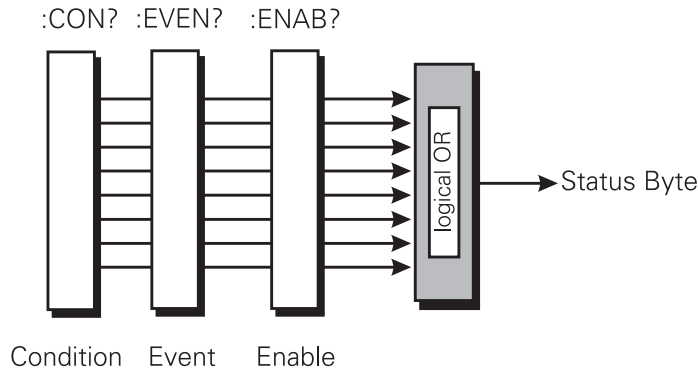 :CON? :EVEN? :ENAB?
logical OR
Status Byte
Condition Event Enable